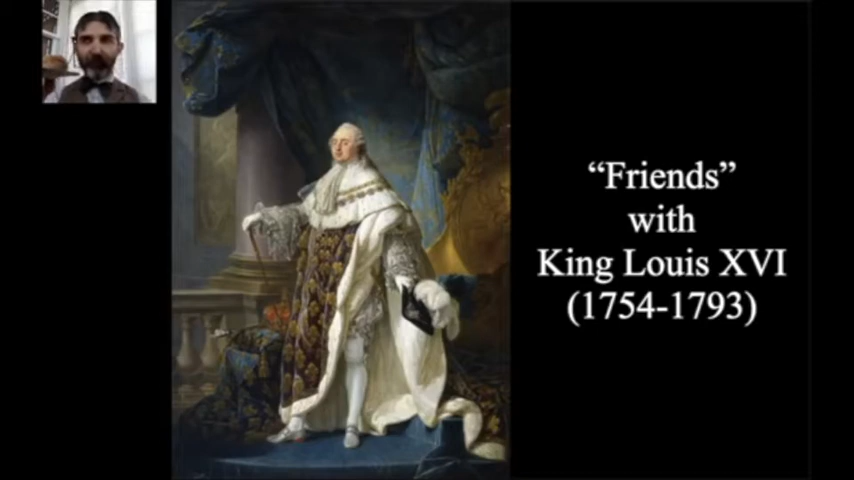 “Friends”
with
King Louis XVI
(1754-1793)